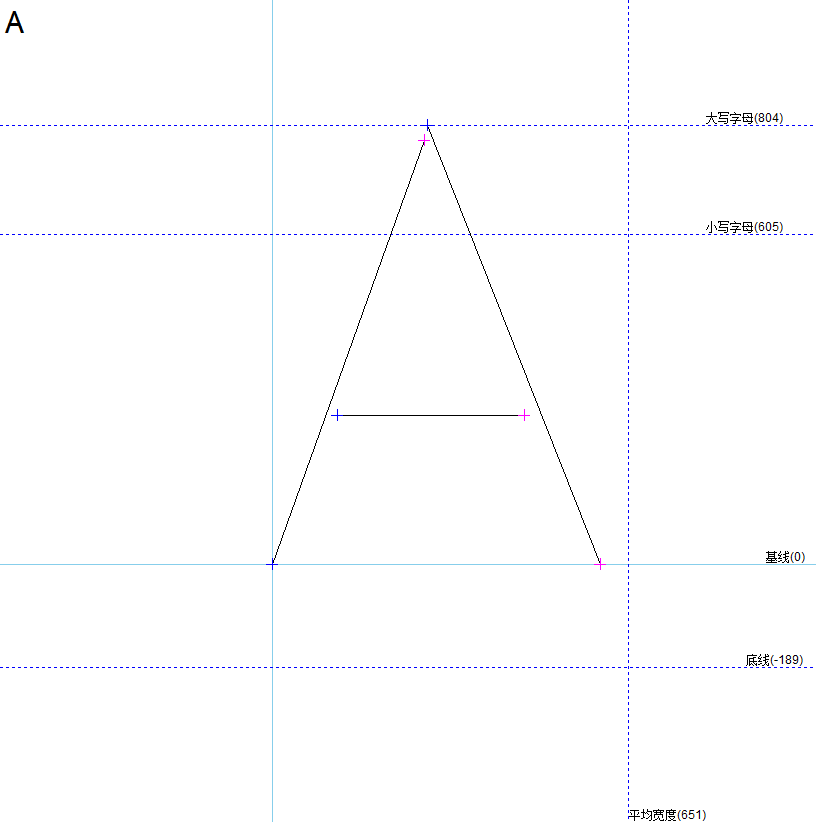 A
大写字母(804)
小写字母(605)
基线(0)
底线(-189)
平均宽度(651)